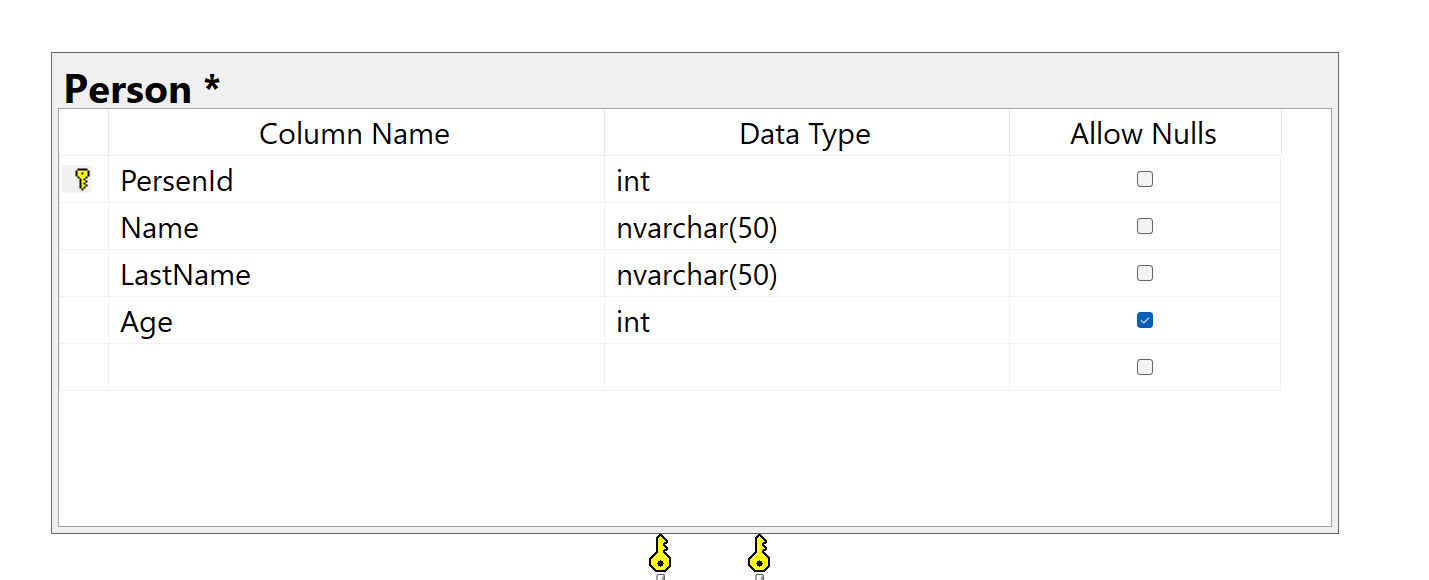 Person *
Column Name Data Type Allow Nulls
PersenId int
Name nvarchar(50)
LastName nvarchar(50)
Age int